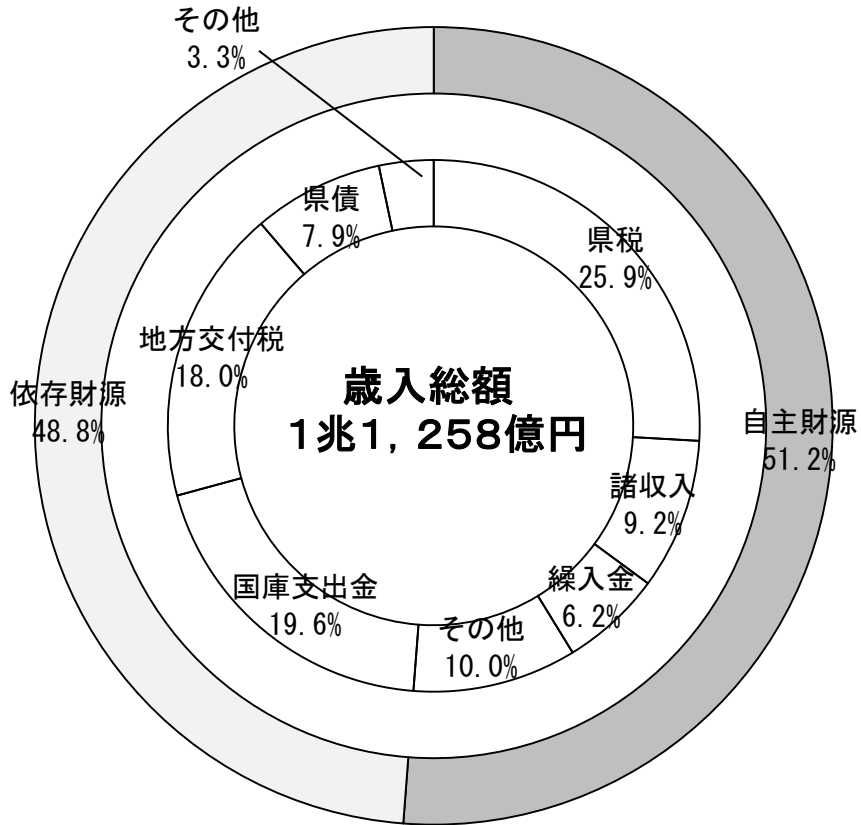 その他
3.3%
県債
7.9%
県税
25.9%
地方交付税
18.0%
依存財源
48.8%
歳入総額
1兆1,258億円
自主財源
51.2%
諸収入
9.2%
繰入金
6.2%
国庫支出金
19.6%
その他
10.0%